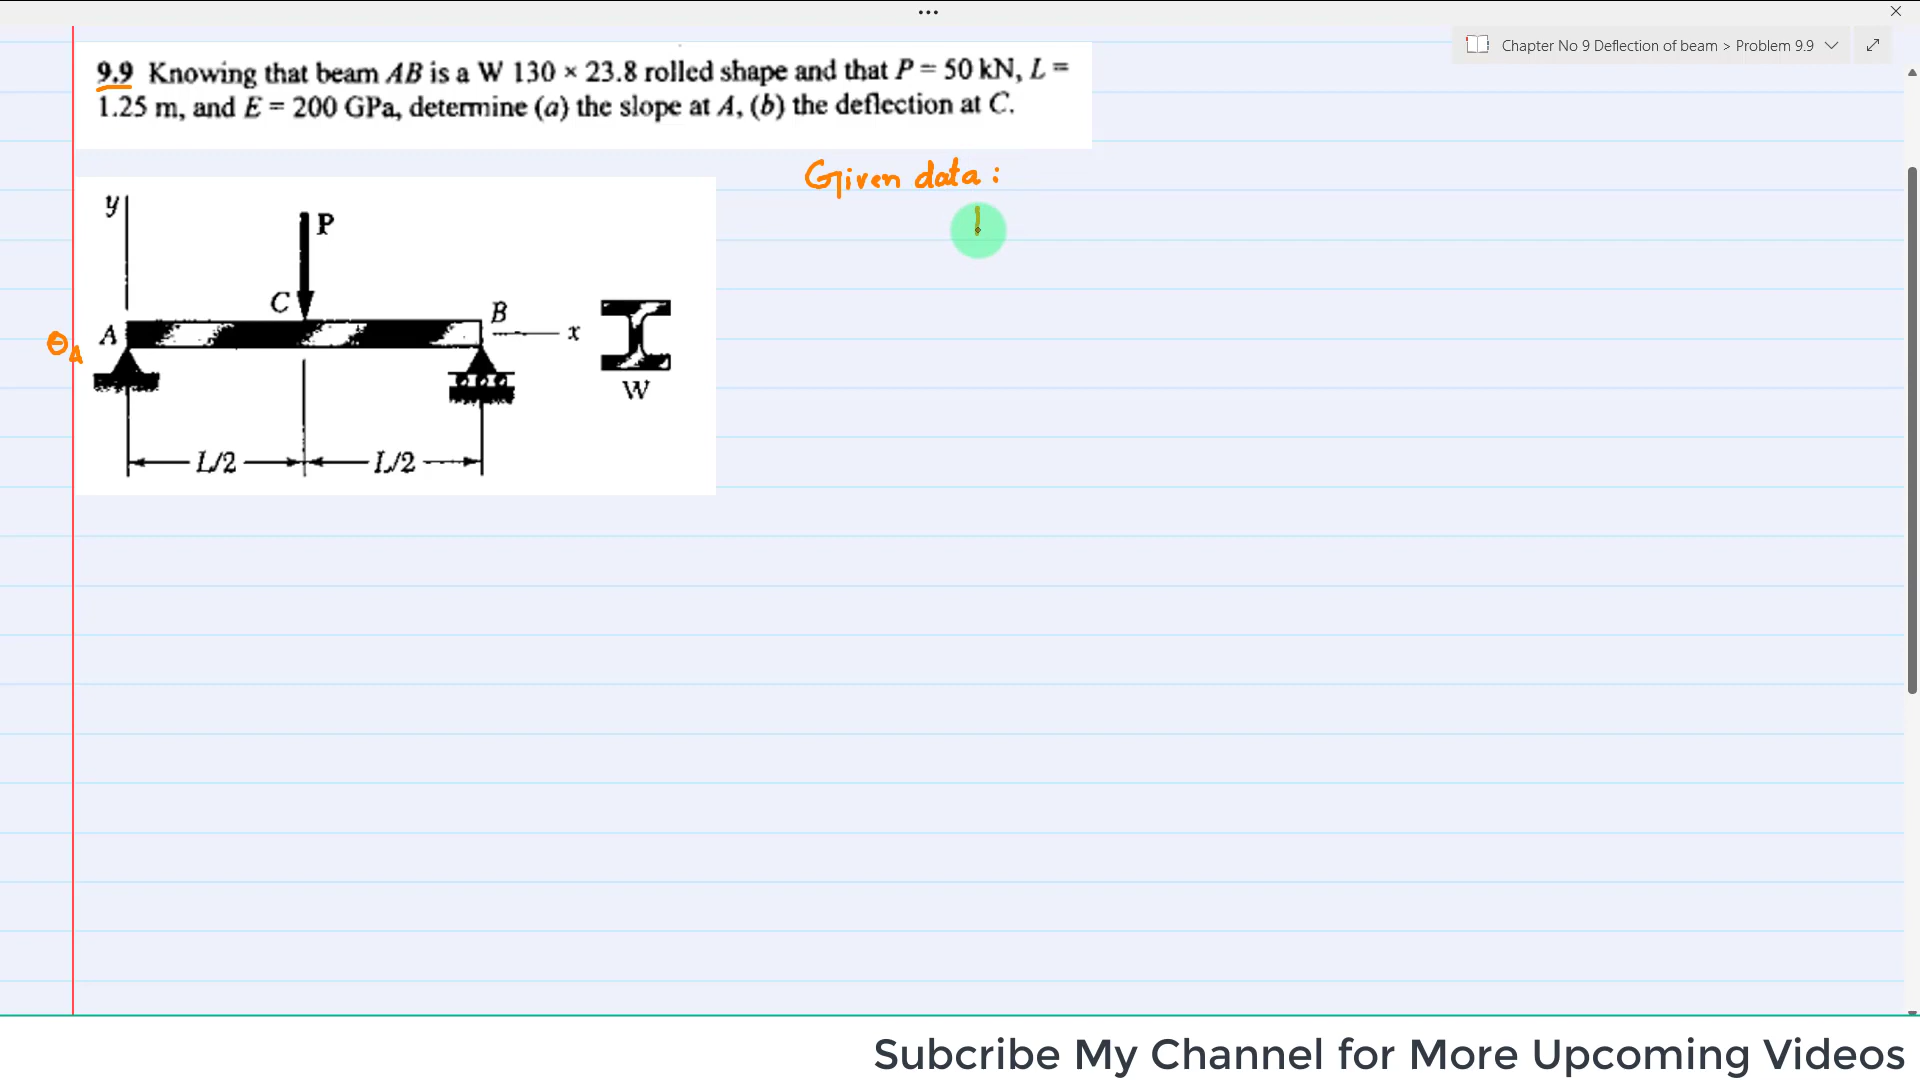 ...
Chapter No 9 Deflection of beam > Problem 9.9
9.9 Knowing that beam AB is a W 130 × 23.8 rolled shape and that P = 50 kN, L =
1.25 m, and E = 200 GPa, determine (a) the slope at A, (b) the deflection at C.
Given data :
y
P
C
B
x
A
θA
W
L/2
L/2
Subcribe My Channel for More Upcoming Videos